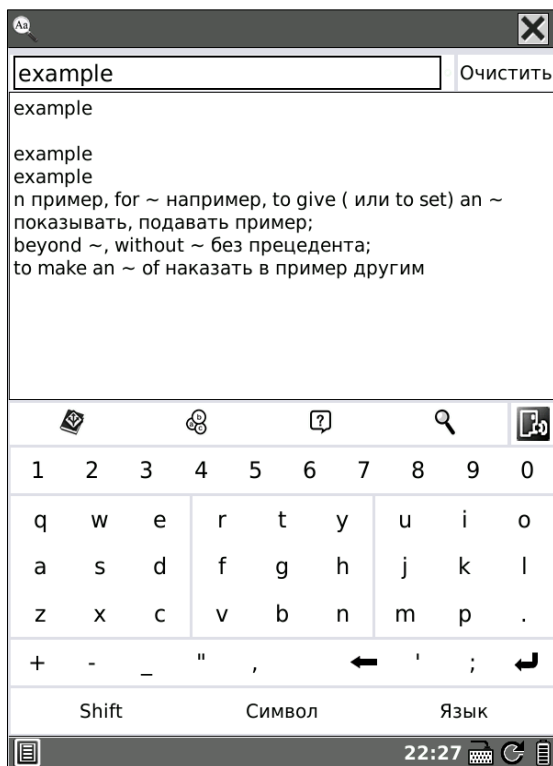 Aa
example Очистить
example
example
example
n пример, for ~ например, to give ( или to set) an ~
показывать, подавать пример;
beyond ~, without ~ без прецедента;
to make an ~ of наказать в пример другим
a b c ?
1 2 3 4 5 6 7 8 9 0
q w e r t y u i o
a s d f g h j k l
z x c v b n m p .
+ - _ " , ' ;
Shift Символ Язык
22:27